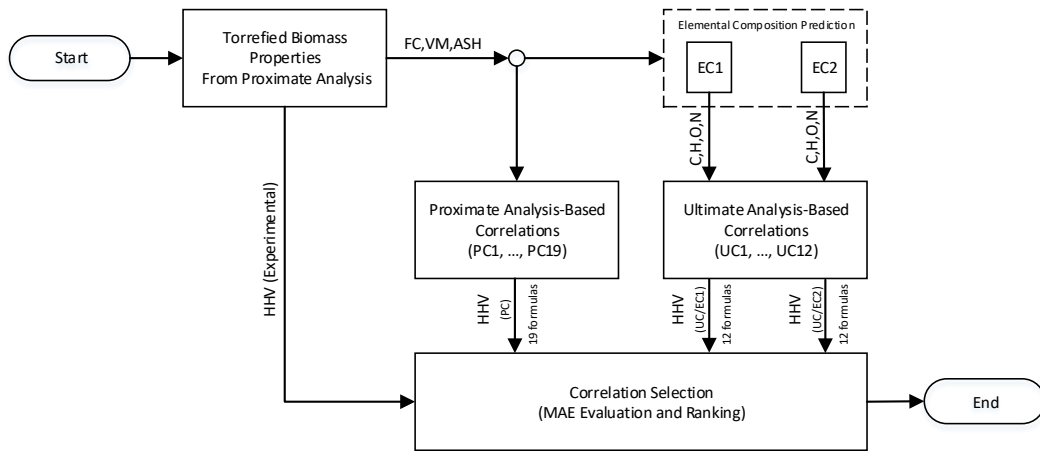 Start
Torrefied Biomass
Properties
From Proximate Analysis
FC,VM,ASH
Elemental Composition Prediction
EC1
EC2
C,H,O,N
C,H,O,N
HHV (Experimental)
Proximate Analysis-Based
Correlations
(PC1, ..., PC19)
Ultimate Analysis-Based
Correlations
(UC1, ..., UC12)
HHV
(PC)
19 formulas
HHV
(UC/EC1)
12 formulas
HHV
(UC/EC2)
12 formulas
Correlation Selection
(MAE Evaluation and Ranking)
End